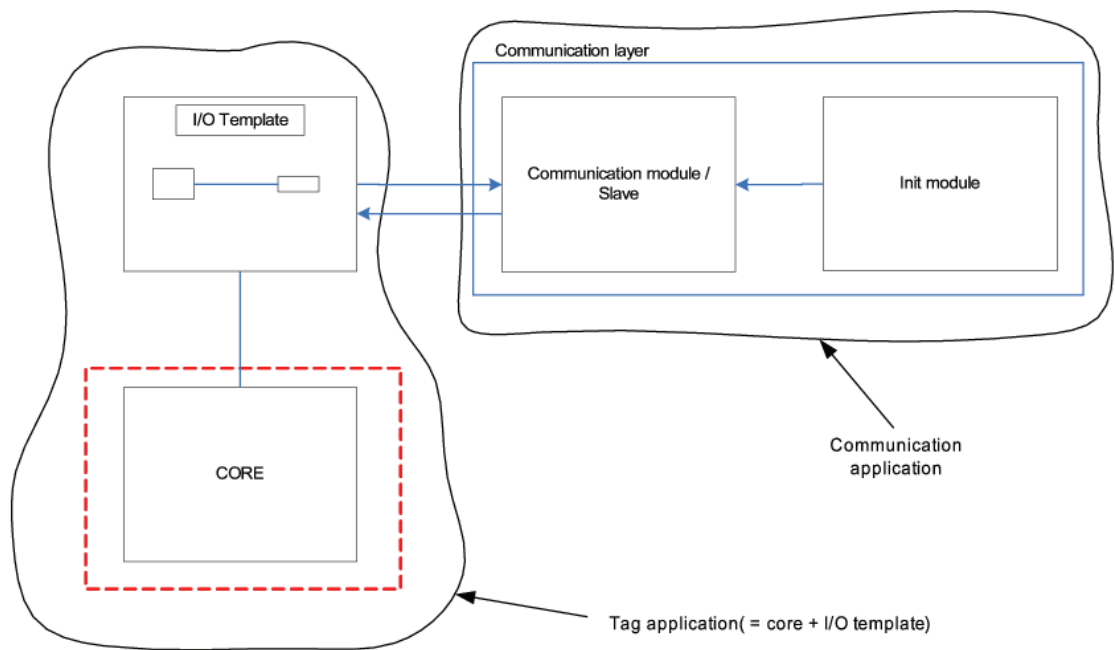 Communication layer
I/O Template
Communication module /
Slave
Init module
CORE
Communication
application
Tag application( = core + I/O template)